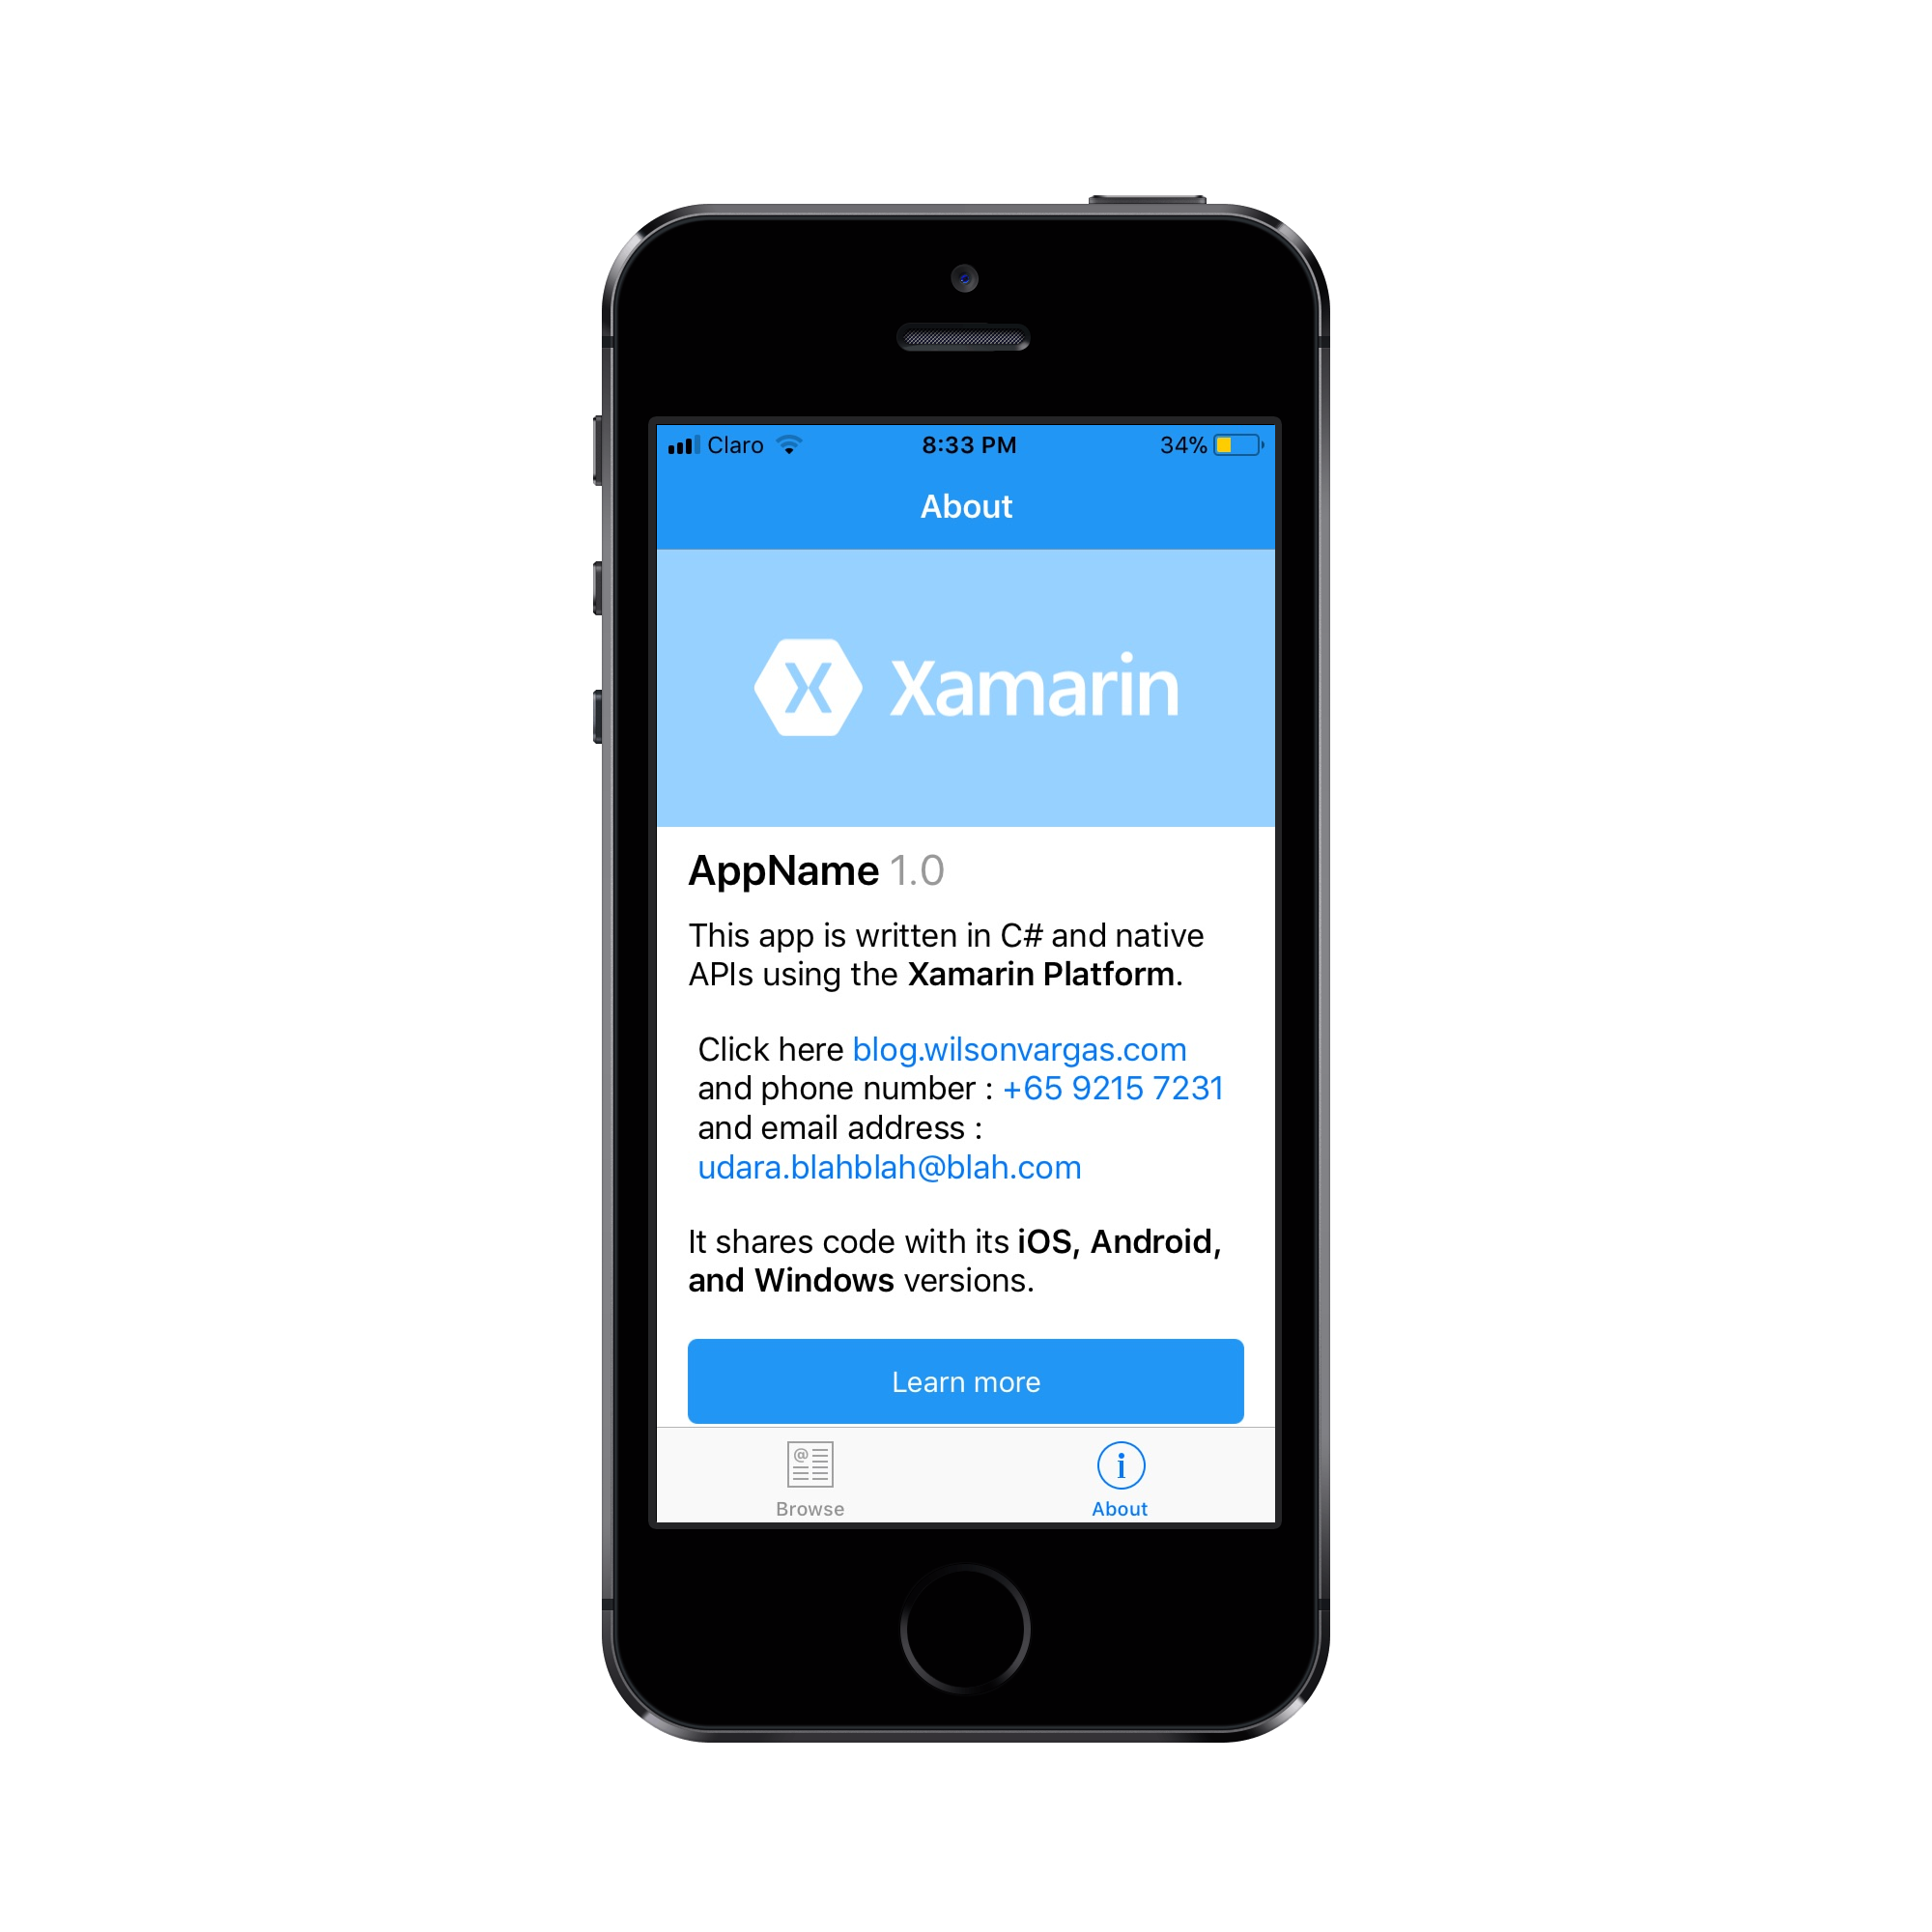 Claro 8:33 PM 34%
About
X Xamarin
AppName 1.0
This app is written in C# and native
APIs using the Xamarin Platform.
Click here blog.wilsonvargas.com
and phone number : +65 9215 7231
and email address :
udara.blahblah@blah.com
It shares code with its iOS, Android,
and Windows versions.
Learn more
@ i
Browse About